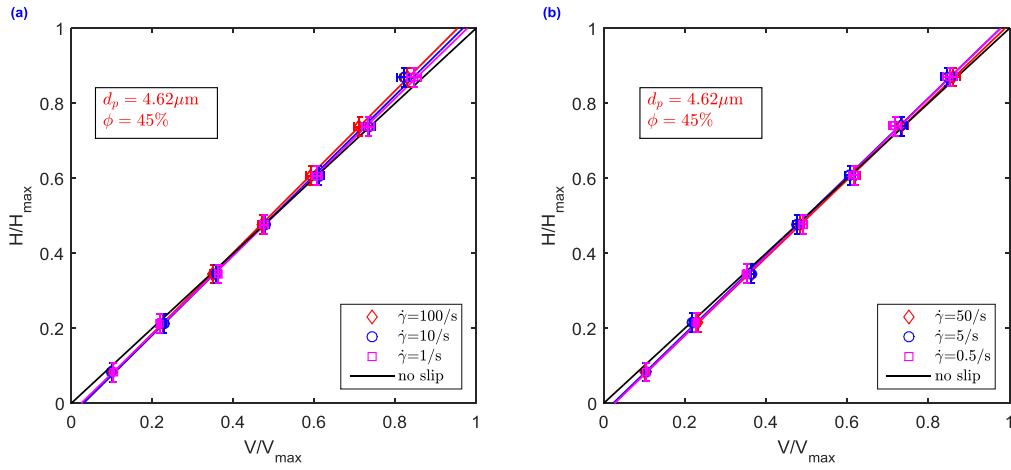 (a)
1
0.8
0.6
0.4
0.2
0
H/H_max
d_p = 4.62μm
ϕ = 45%
γ̇=100/s
γ̇=10/s
γ̇=1/s
no slip
0 0.2 0.4 0.6 0.8 1
V/V_max
(b)
1
0.8
0.6
0.4
0.2
0
H/H_max
d_p = 4.62μm
ϕ = 45%
γ̇=50/s
γ̇=5/s
γ̇=0.5/s
no slip
0 0.2 0.4 0.6 0.8 1
V/V_max